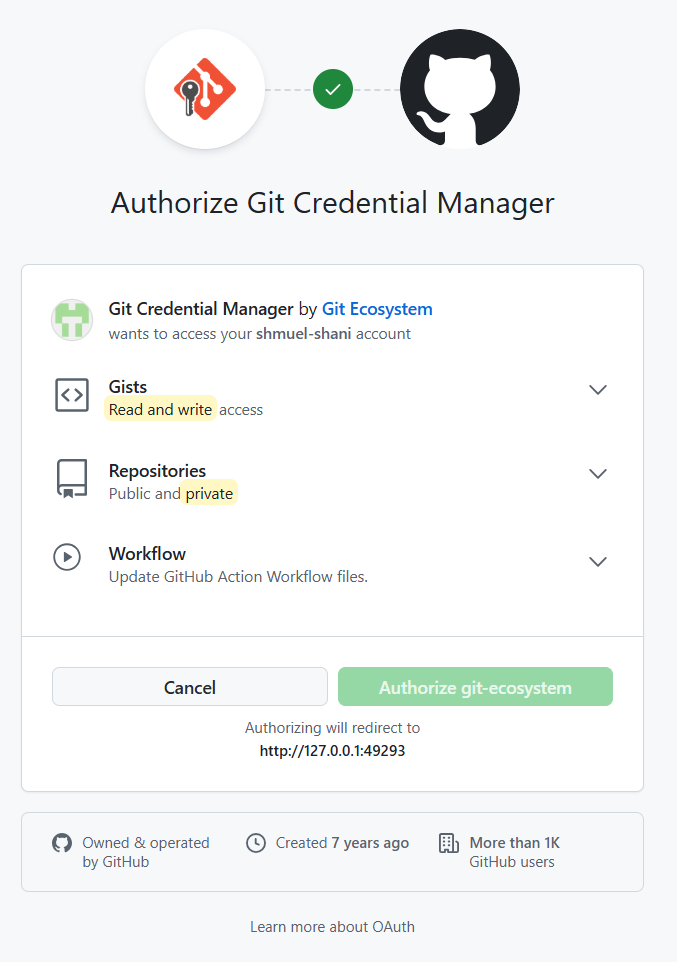 Authorize Git Credential Manager
Git Credential Manager by Git Ecosystem
wants to access your shmuel-shani account
Gists
Read and write access
Repositories
Public and private
Workflow
Update GitHub Action Workflow files.
Cancel
Authorize git-ecosystem
Authorizing will redirect to
http://127.0.0.1:49293
Owned & operated
by GitHub
Created 7 years ago
More than 1K
GitHub users
Learn more about OAuth